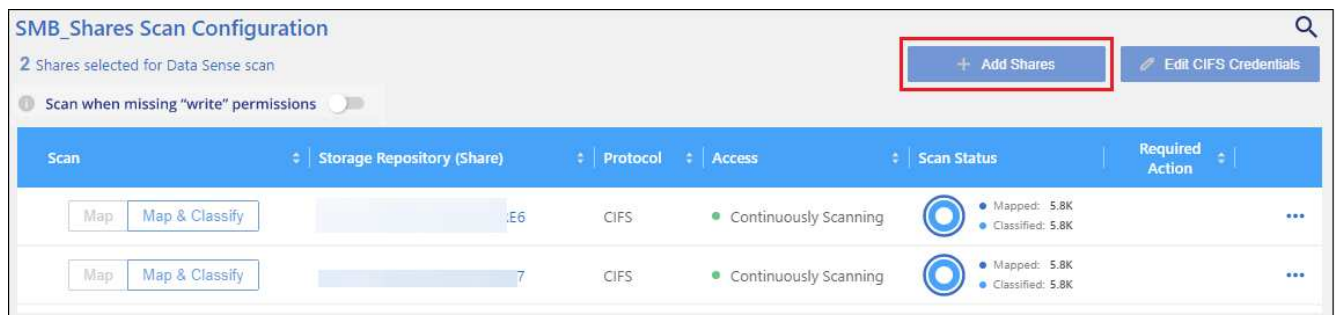 SMB_Shares Scan Configuration
2 Shares selected for Data Sense scan
+ Add Shares
Edit CIFS Credentials
Scan when missing "write" permissions
Scan
Storage Repository (Share)
Protocol
Access
Scan Status
Required
Action
Map
Map & Classify
E6
CIFS
Continuously Scanning
Mapped: 5.8K
Classified: 5.8K
Map
Map & Classify
7
CIFS
Continuously Scanning
Mapped: 5.8K
Classified: 5.8K